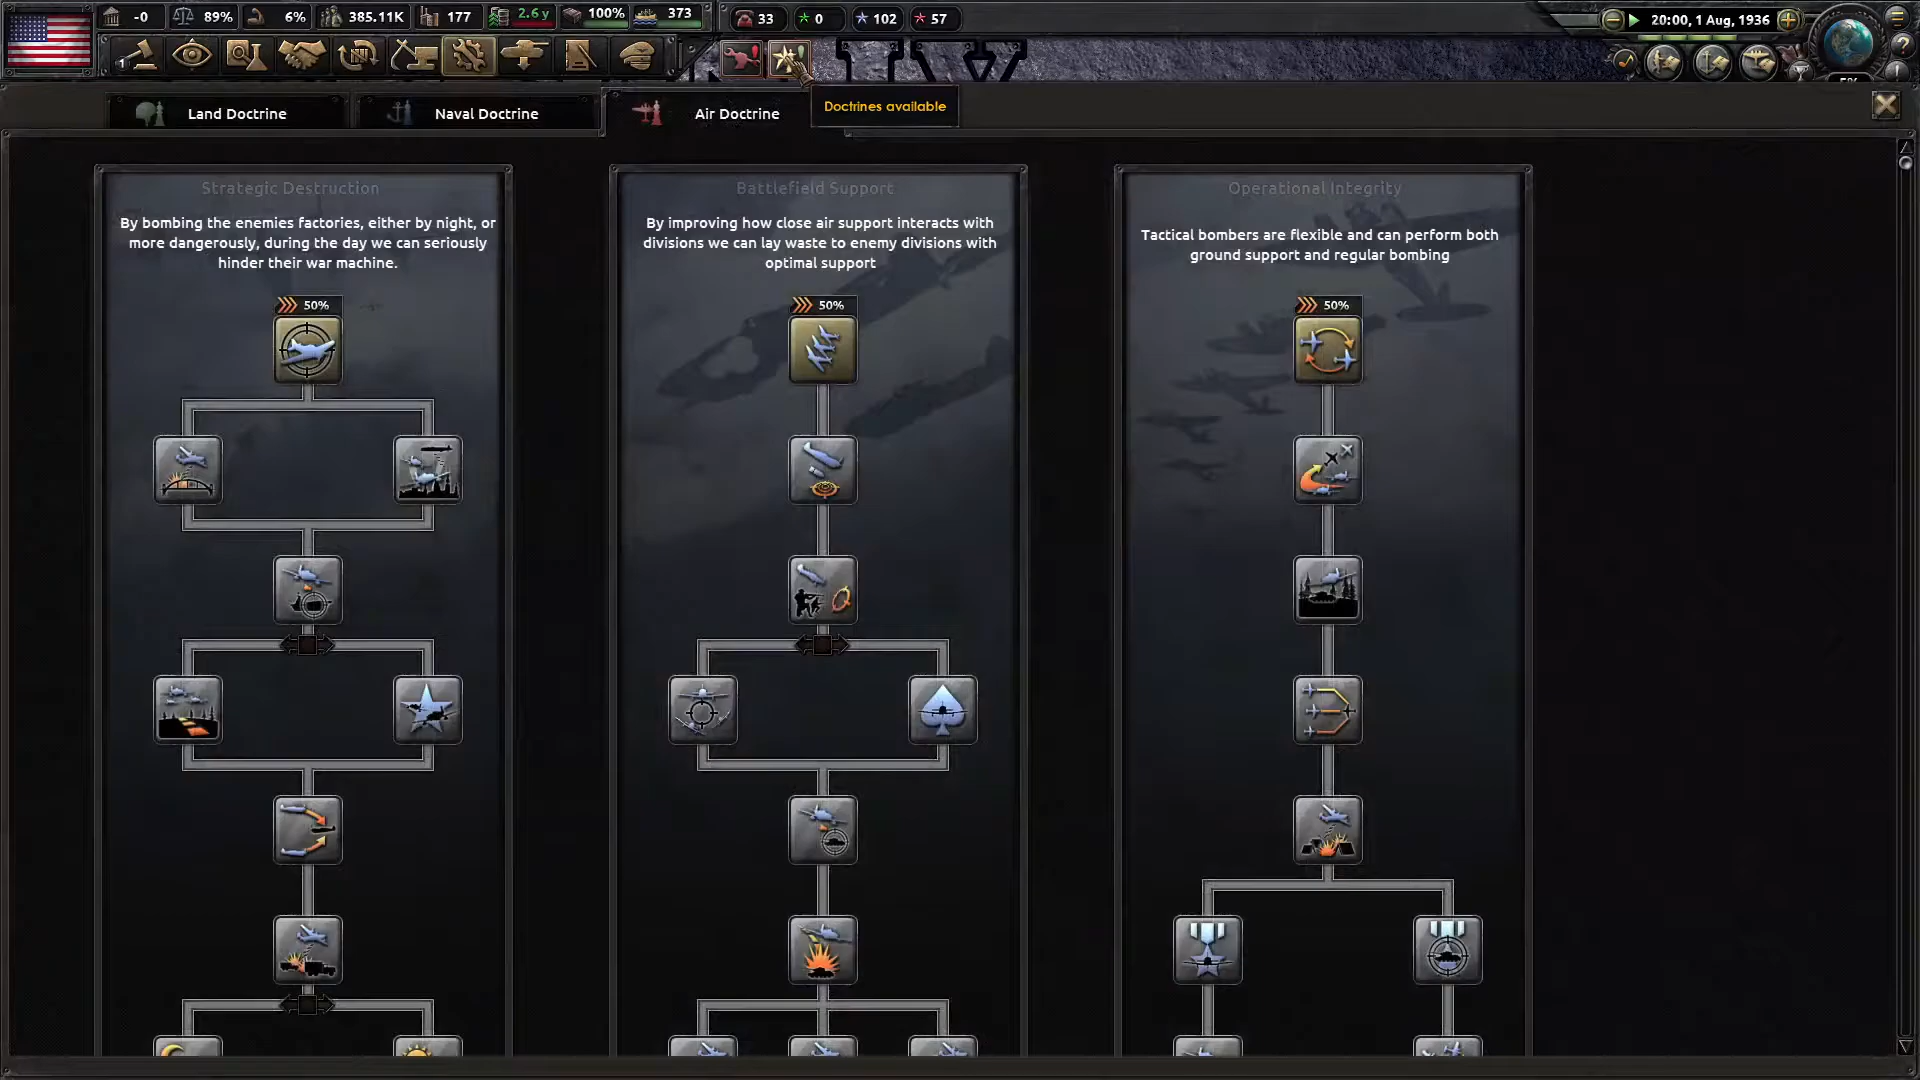 -0 89% 6% 385.11K 177 2.6 y 100% 373 33 0 102 57 20:00, 1 Aug, 1936
1
IV
5%
Land Doctrine Naval Doctrine Air Doctrine Doctrines available
Strategic Destruction
By bombing the enemies factories, either by night, or
more dangerously, during the day we can seriously
hinder their war machine.
50%
Battlefield Support
By improving how close air support interacts with
divisions we can lay waste to enemy divisions with
optimal support
50%
Operational Integrity
Tactical bombers are flexible and can perform both
ground support and regular bombing
50%